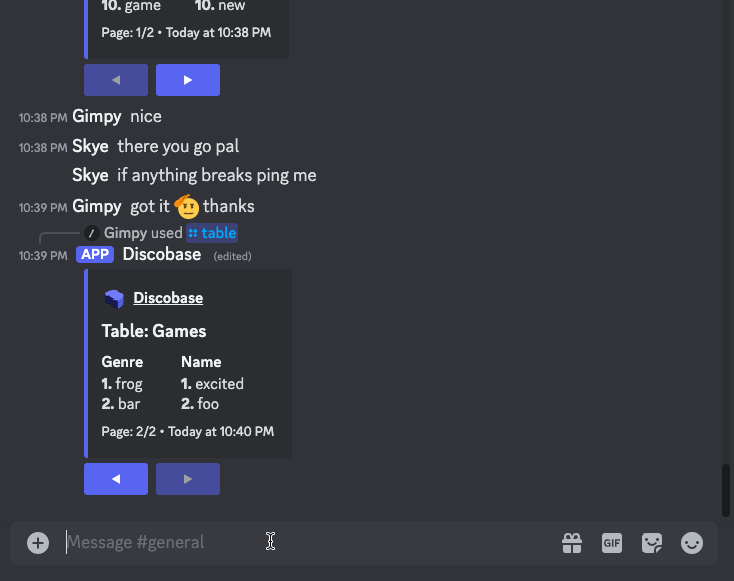 10. game 10. new
Page: 1/2 • Today at 10:38 PM
10:38 PM Gimpy nice
10:38 PM Skye there you go pal
Skye if anything breaks ping me
10:39 PM Gimpy got it 🫡 thanks
Gimpy used table
10:39 PM APP Discobase (edited)
Discobase
Table: Games
Genre Name
1. frog 1. excited
2. bar 2. foo
Page: 2/2 • Today at 10:40 PM
Message #general
GIF